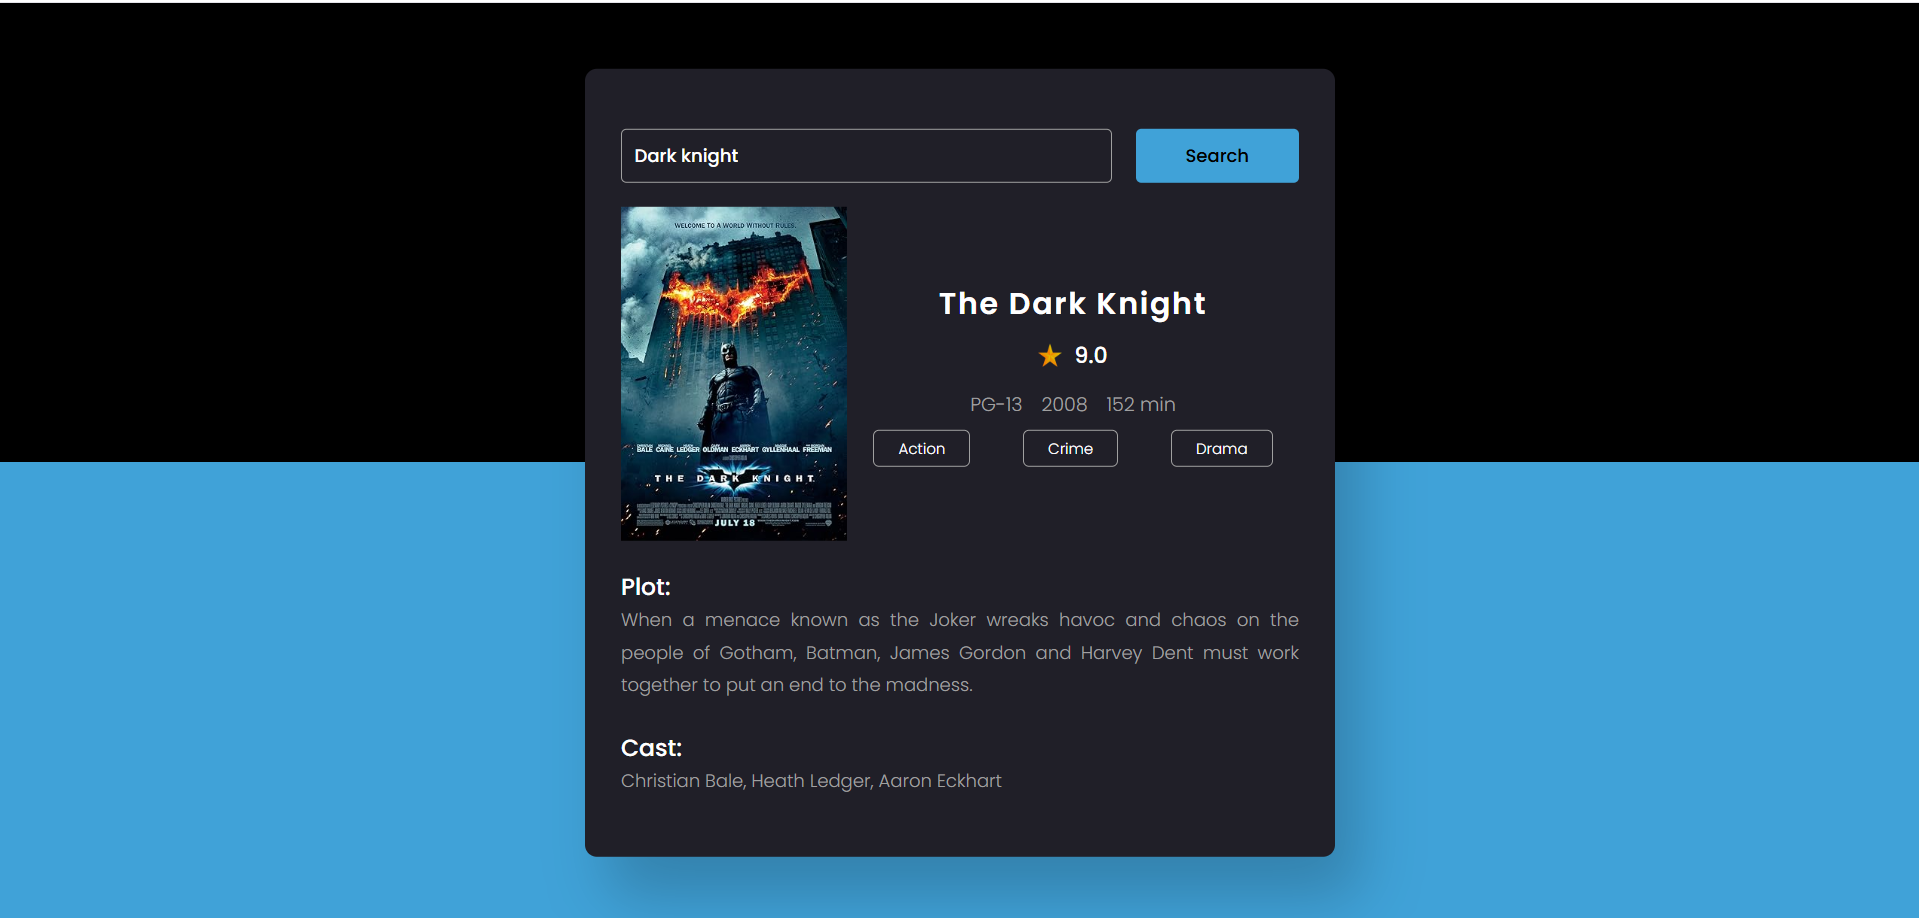 Dark knight
Search
WELCOME TO A WORLD WITHOUT RULES.
The Dark Knight
9.0
PG-13 2008 152 min
Action Crime Drama
BALE CAINE LEDGER OLDMAN ECKHART GYLLENHAAL FREEMAN
THE DARK KNIGHT
JULY 18
Plot:
When a menace known as the Joker wreaks havoc and chaos on the
people of Gotham, Batman, James Gordon and Harvey Dent must work
together to put an end to the madness.
Cast:
Christian Bale, Heath Ledger, Aaron Eckhart